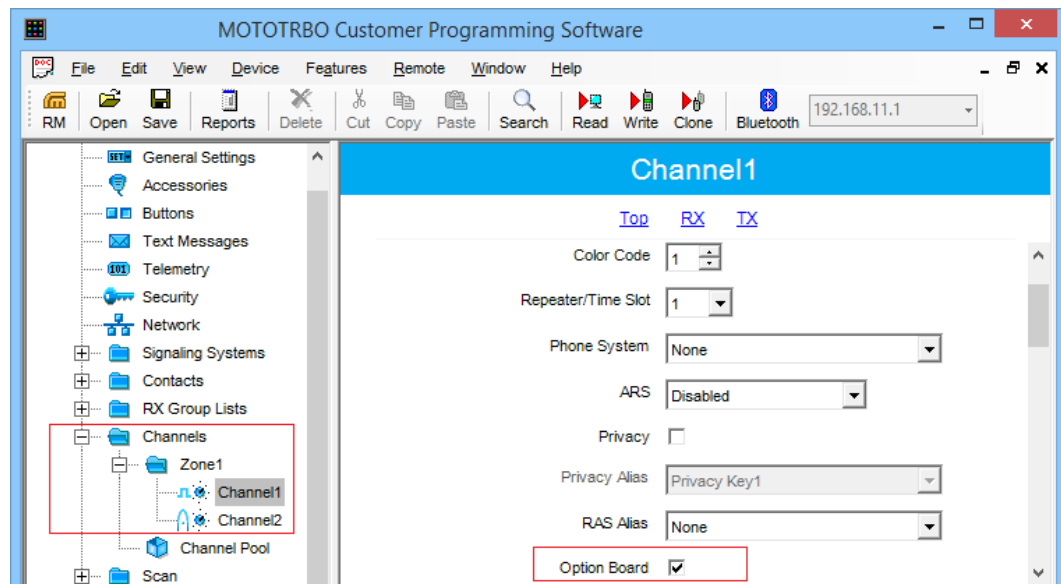 MOTOTRBO Customer Programming Software
File Edit View Device Features Remote Window Help
RM Open Save Reports Delete Cut Copy Paste Search Read Write Clone Bluetooth 192.168.11.1
General Settings
Accessories
Buttons
Text Messages
Telemetry
Security
Network
Signaling Systems
Contacts
RX Group Lists
Channels
Zone1
Channel1
Channel2
Channel Pool
Scan
Channel1
Top RX TX
Color Code 1
Repeater/Time Slot 1
Phone System None
ARS Disabled
Privacy
Privacy Alias Privacy Key1
RAS Alias None
Option Board